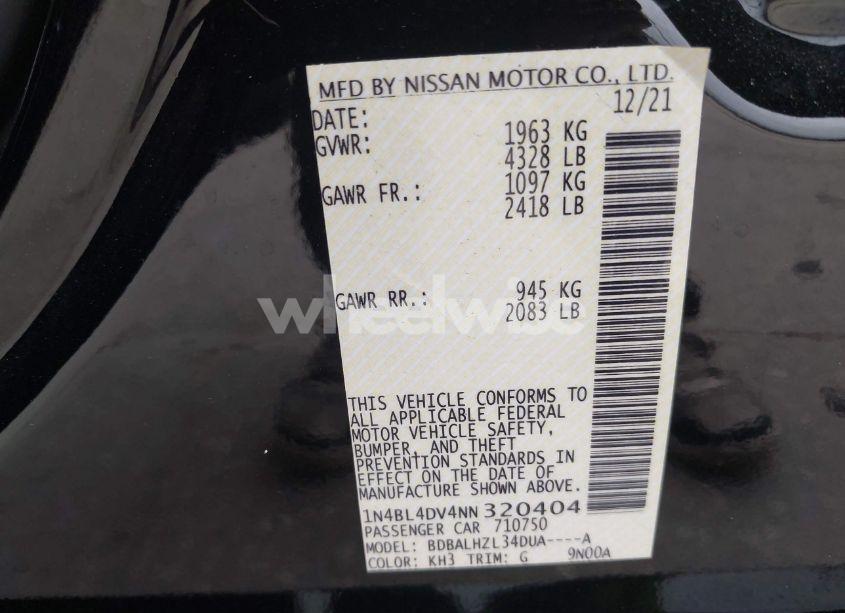 MFD BY NISSAN MOTOR CO., LTD.
DATE: 12/21
GVWR: 1963 KG
4328 LB
GAWR FR.: 1097 KG
2418 LB
GAWR RR.: 945 KG
2083 LB
wheelwise
THIS VEHICLE CONFORMS TO
ALL APPLICABLE FEDERAL
MOTOR VEHICLE SAFETY,
BUMPER, AND THEFT
PREVENTION STANDARDS IN
EFFECT ON THE DATE OF
MANUFACTURE SHOWN ABOVE.
1N4BL4DV4NN320404
PASSENGER CAR 710750
MODEL: BDBALHZL34DUA----A
COLOR: KH3 TRIM: G 9N00A